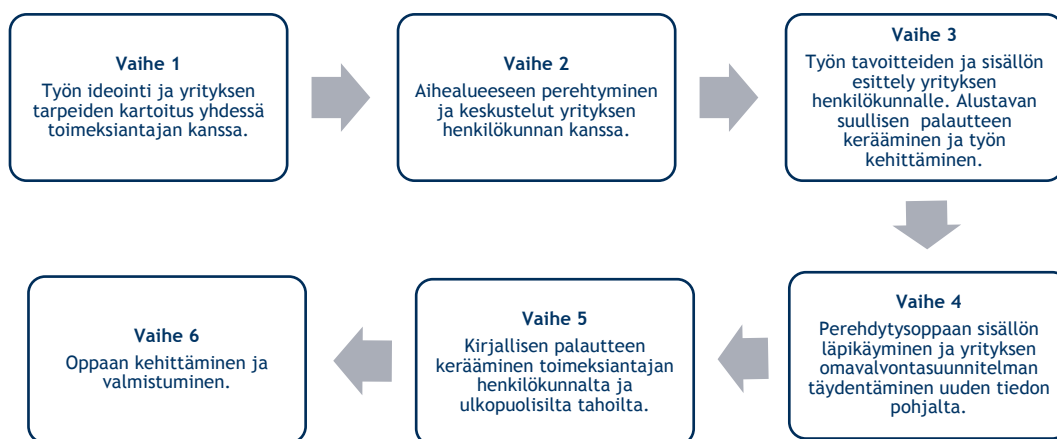 Vaihe 1
Työn ideointi ja yrityksen
tarpeiden kartoitus yhdessä
toimeksiantajan kanssa.
Vaihe 2
Aihealueeseen perehtyminen
ja keskustelut yrityksen
henkilökunnan kanssa.
Vaihe 3
Työn tavoitteiden ja sisällön
esittely yrityksen
henkilökunnalle. Alustavan
suullisen palautteen
kerääminen ja työn
kehittäminen.
Vaihe 4
Perehdytysoppaan sisällön
läpikäyminen ja yrityksen
omavalvontasuunnitelman
täydentäminen uuden tiedon
pohjalta.
Vaihe 5
Kirjallisen palautteen
kerääminen toimeksiantajan
henkilökunnalta ja
ulkopuolisilta tahoilta.
Vaihe 6
Oppaan kehittäminen ja
valmistuminen.